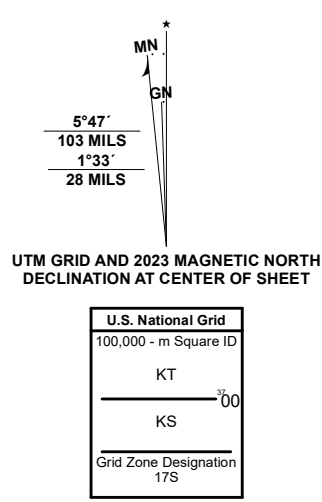 ★
MN
GN
5°47´
103 MILS
1°33´
28 MILS
UTM GRID AND 2023 MAGNETIC NORTH
DECLINATION AT CENTER OF SHEET
U.S. National Grid
100,000 - m Square ID
KT
3700
KS
Grid Zone Designation
17S